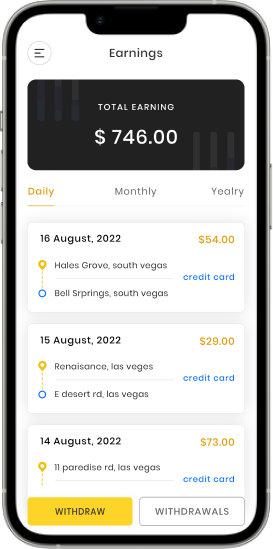 Earnings
TOTAL EARNING
$ 746.00
Daily
Monthly
Yealry
16 August, 2022
$54.00
Hales Grove, south vegas
credit card
Bell Srprings, south vegas
15 August, 2022
$29.00
Renaisance, las veges
credit card
E desert rd, las vegas
14 August, 2022
$73.00
11 paredise rd, las vegas
credit card
WITHDRAW
WITHDRAWALS